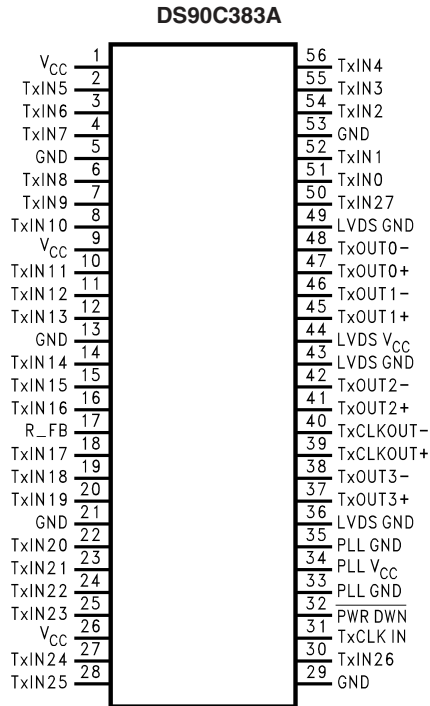 DS90C383A
VCC 1
TxIN5 2
TxIN6 3
TxIN7 4
GND 5
TxIN8 6
TxIN9 7
TxIN10 8
VCC 9
TxIN11 10
TxIN12 11
TxIN13 12
GND 13
TxIN14 14
TxIN15 15
TxIN16 16
R_FB 17
TxIN17 18
TxIN18 19
TxIN19 20
GND 21
TxIN20 22
TxIN21 23
TxIN22 24
TxIN23 25
VCC 26
TxIN24 27
TxIN25 28
56 TxIN4
55 TxIN3
54 TxIN2
53 GND
52 TxIN1
51 TxIN0
50 TxIN27
49 LVDS GND
48 TxOUT0-
47 TxOUT0+
46 TxOUT1-
45 TxOUT1+
44 LVDS VCC
43 LVDS GND
42 TxOUT2-
41 TxOUT2+
40 TxCLKOUT-
39 TxCLKOUT+
38 TxOUT3-
37 TxOUT3+
36 LVDS GND
35 PLL GND
34 PLL VCC
33 PLL GND
32 PWR DWN
31 TxCLK IN
30 TxIN26
29 GND